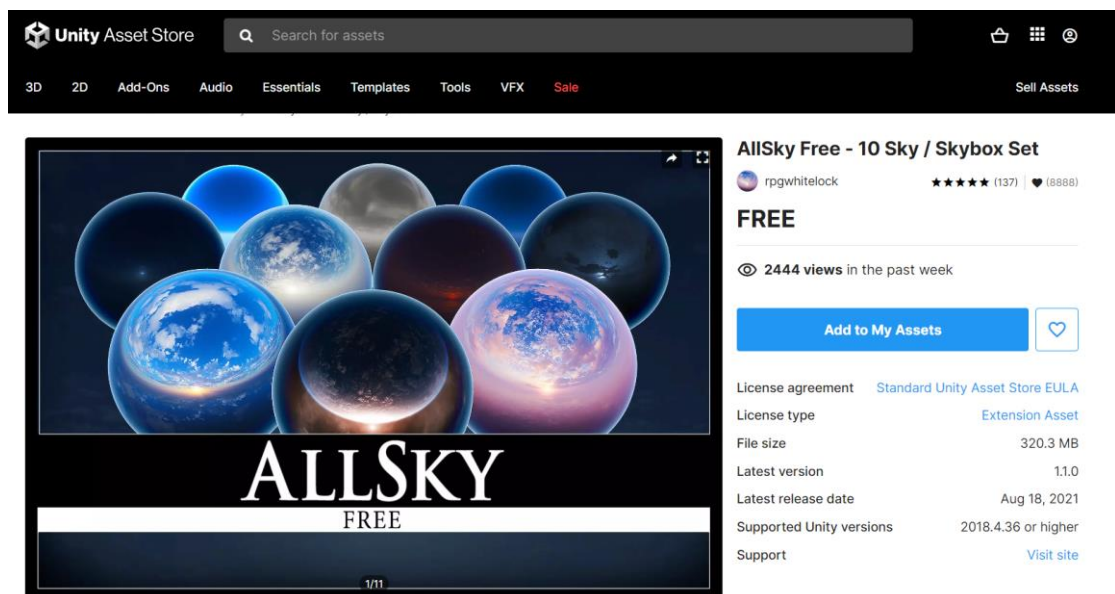 Unity Asset Store
Search for assets
3D 2D Add-Ons Audio Essentials Templates Tools VFX Sale Sell Assets
ALLSKY
FREE
1/11
AllSky Free - 10 Sky / Skybox Set
rpgwhitelock ★★★★★ (137) | ♥ (8888)
FREE
2444 views in the past week
Add to My Assets
License agreement Standard Unity Asset Store EULA
License type Extension Asset
File size 320.3 MB
Latest version 1.1.0
Latest release date Aug 18, 2021
Supported Unity versions 2018.4.36 or higher
Support Visit site